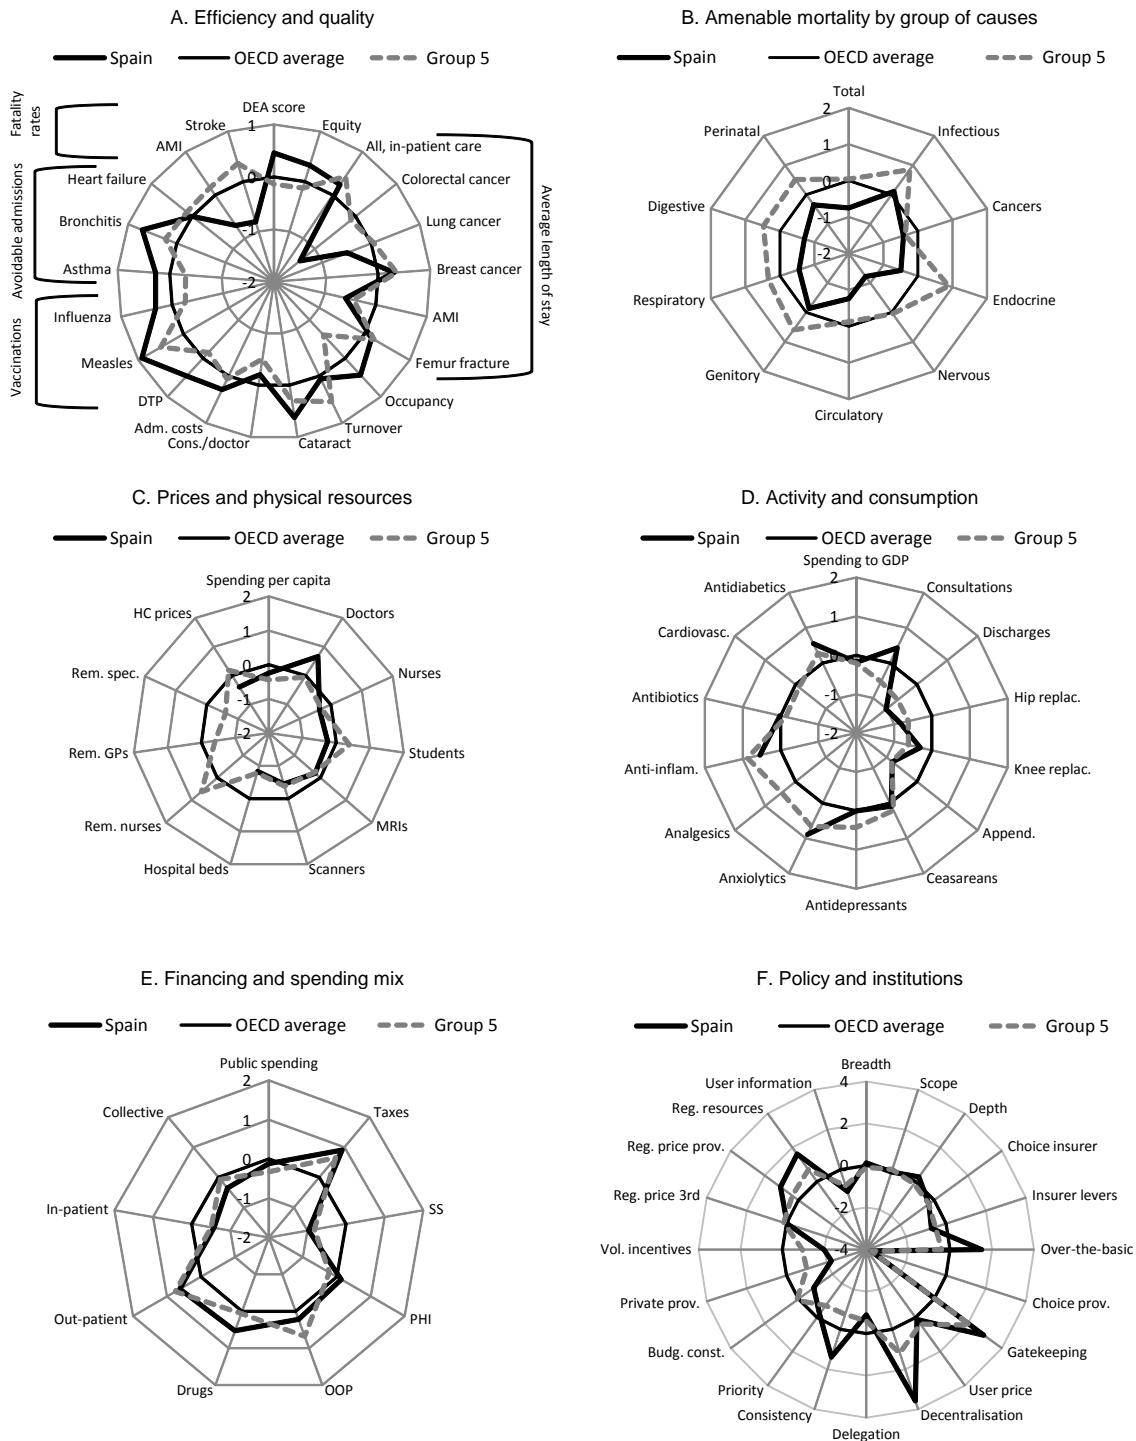 A. Efficiency and quality
Spain
OECD average
Group 5
Fatality rates
Avoidable admissions
Vaccinations
Average length of stay
DEA score
Equity
All, in-patient care
Colorectal cancer
Lung cancer
Breast cancer
AMI
Femur fracture
Occupancy
Turnover
Cataract
Cons./doctor
Adm. costs
DTP
Measles
Influenza
Asthma
Bronchitis
Heart failure
AMI
Stroke
1
0
-1
-2
B. Amenable mortality by group of causes
Spain
OECD average
Group 5
Total
Infectious
Cancers
Endocrine
Nervous
Circulatory
Genitory
Respiratory
Digestive
Perinatal
2
1
0
-1
-2
C. Prices and physical resources
Spain
OECD average
Group 5
Spending per capita
Doctors
Nurses
Students
MRIs
Scanners
Hospital beds
Rem. nurses
Rem. GPs
Rem. spec.
HC prices
2
1
0
-1
-2
D. Activity and consumption
Spain
OECD average
Group 5
Spending to GDP
Consultations
Discharges
Hip replac.
Knee replac.
Append.
Ceasareans
Antidepressants
Anxiolytics
Analgesics
Anti-inflam.
Antibiotics
Cardiovasc.
Antidiabetics
2
1
0
-1
-2
E. Financing and spending mix
Spain
OECD average
Group 5
Public spending
Taxes
SS
PHI
OOP
Drugs
Out-patient
In-patient
Collective
2
1
0
-1
-2
F. Policy and institutions
Spain
OECD average
Group 5
Breadth
Scope
Depth
Choice insurer
Insurer levers
Over-the-basic
Choice prov.
Gatekeeping
User price
Decentralisation
Delegation
Consistency
Priority
Budg. const.
Private prov.
Vol. incentives
Reg. price 3rd
Reg. price prov.
Reg. resources
User information
4
2
0
-2
-4